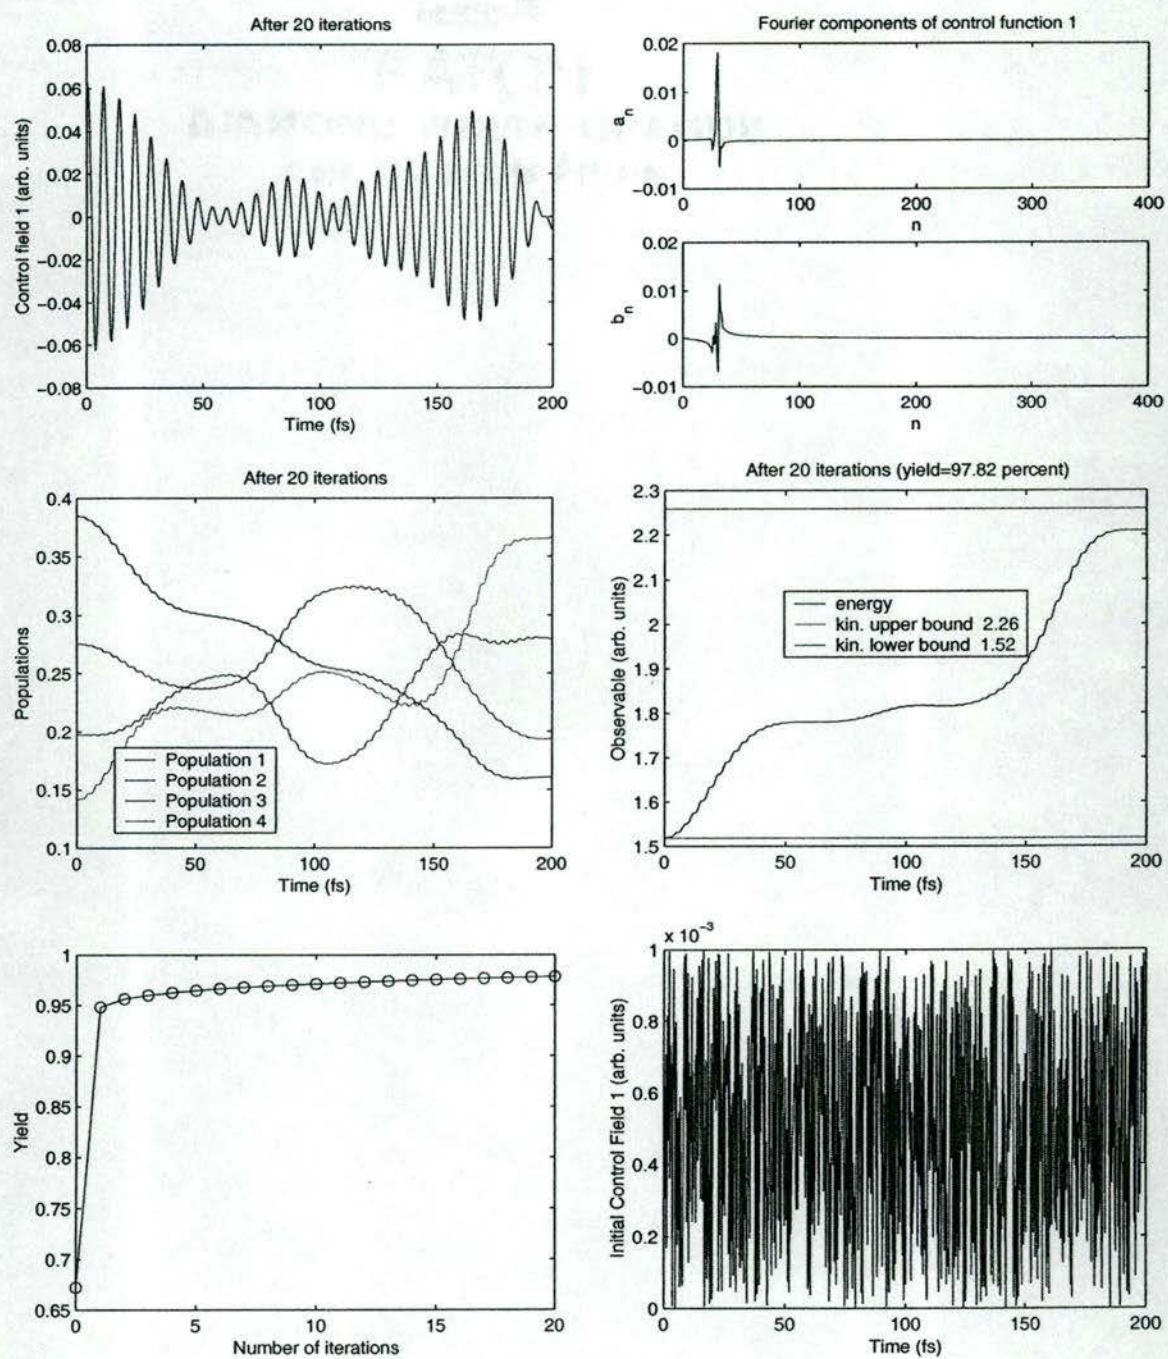 After 20 iterations
0.08
0.06
0.04
0.02
0
−0.02
−0.04
−0.06
−0.08
Control field 1 (arb. units)
0 50 100 150 200
Time (fs)
Fourier components of control function 1
0.02
0.01
0
−0.01
a_n
0 100 200 300 400
n
0.02
0.01
0
−0.01
b_n
0 100 200 300 400
n
After 20 iterations
0.4
0.35
0.3
0.25
0.2
0.15
0.1
Populations
Population 1
Population 2
Population 3
Population 4
0 50 100 150 200
Time (fs)
After 20 iterations (yield=97.82 percent)
2.3
2.2
2.1
2
1.9
1.8
1.7
1.6
1.5
Observable (arb. units)
energy
kin. upper bound 2.26
kin. lower bound 1.52
0 50 100 150 200
Time (fs)
1
0.95
0.9
0.85
0.8
0.75
0.7
0.65
Yield
0 5 10 15 20
Number of iterations
x 10^−3
1
0.8
0.6
0.4
0.2
0
Initial Control Field 1 (arb. units)
0 50 100 150 200
Time (fs)